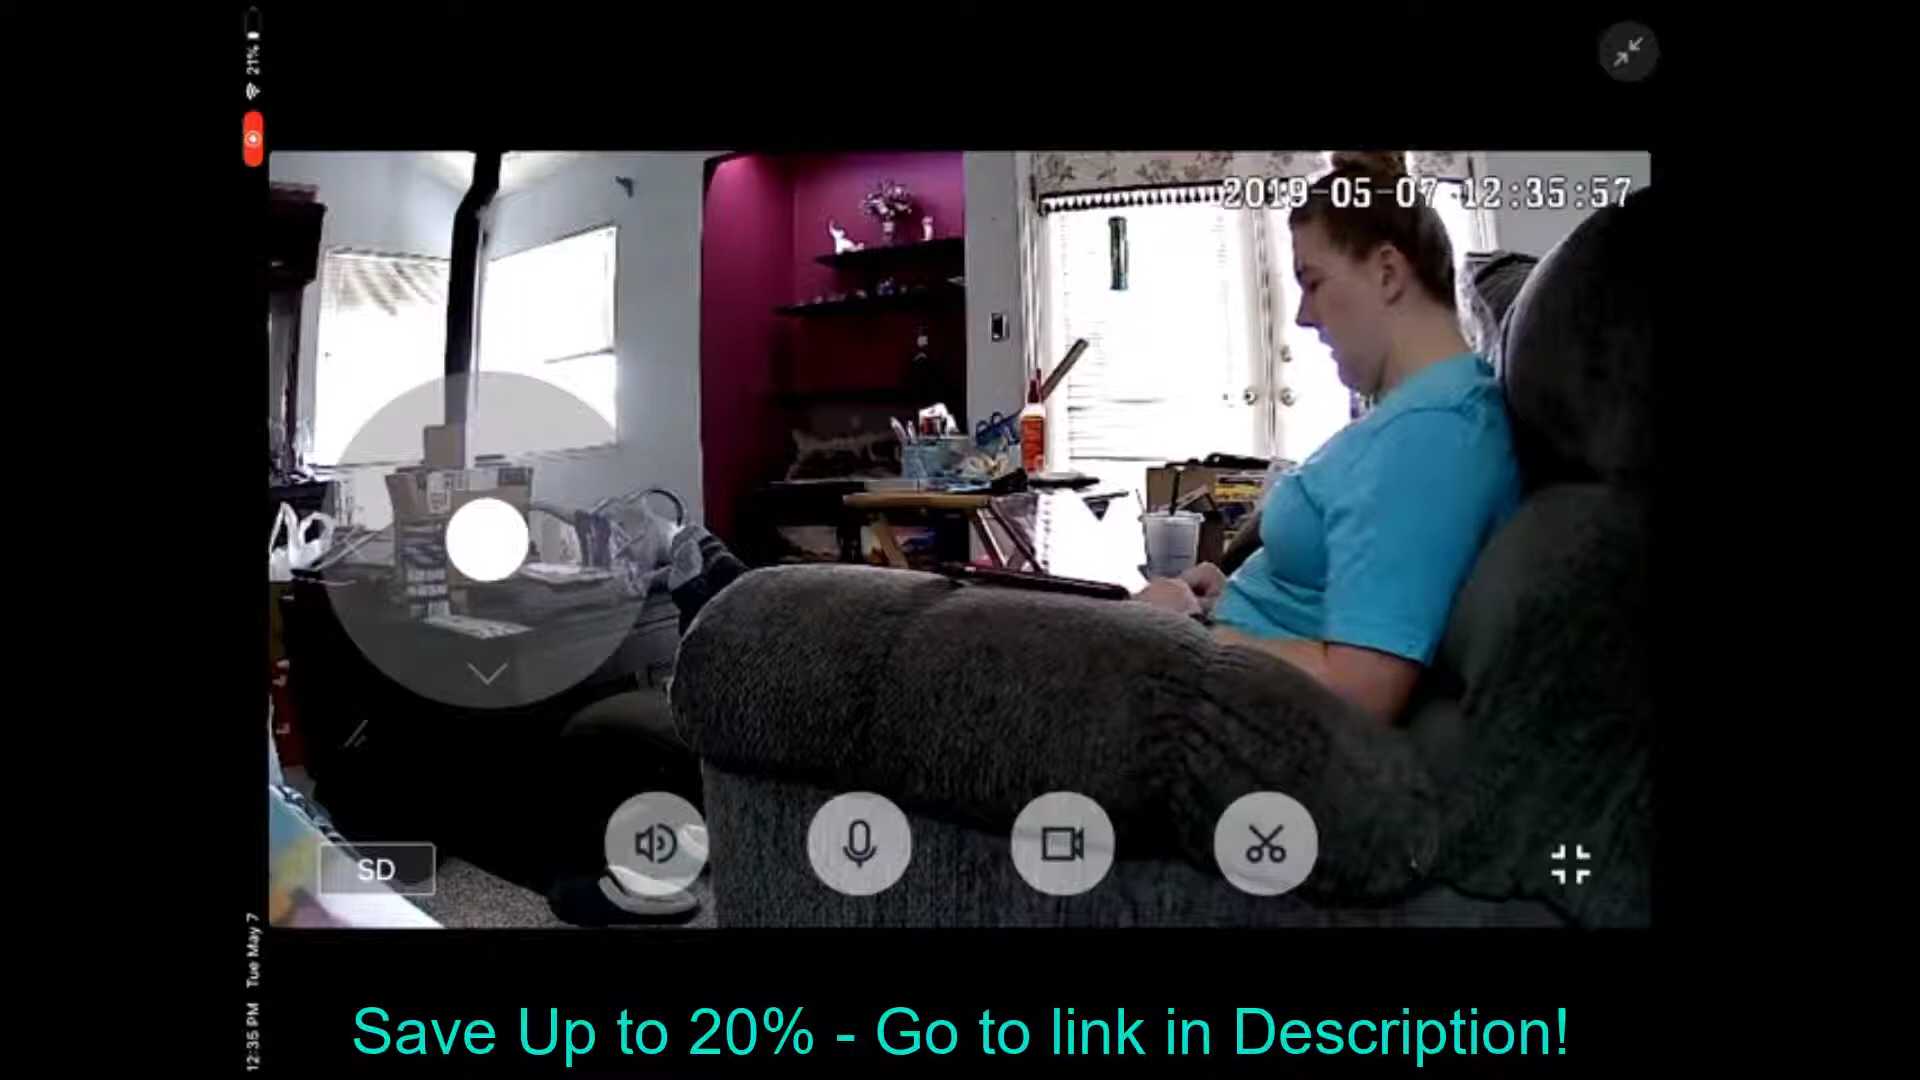 21%
2019-05-07 12:35:57
SD
12:35 PM Tue May 7
Save Up to 20% - Go to link in Description!